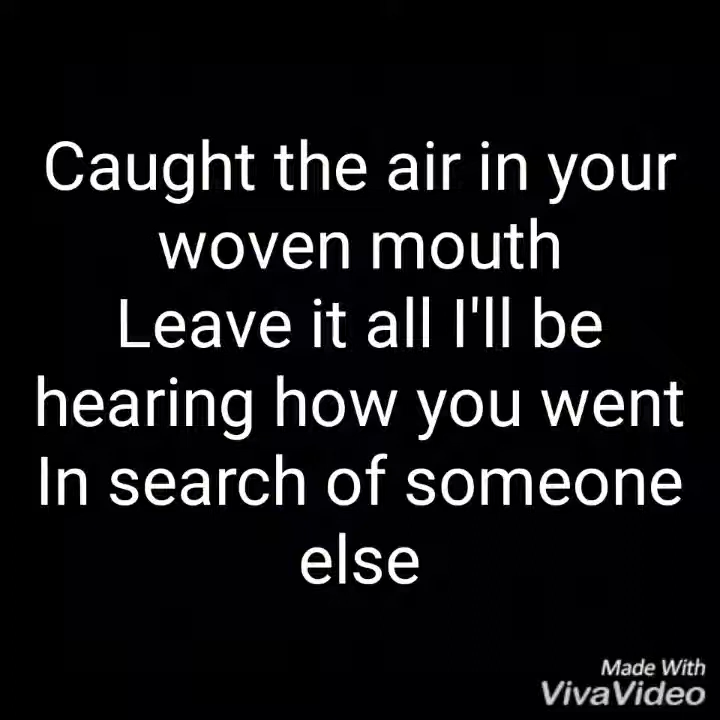 Caught the air in your
woven mouth
Leave it all I'll be
hearing how you went
In search of someone
else
Made With
VivaVideo